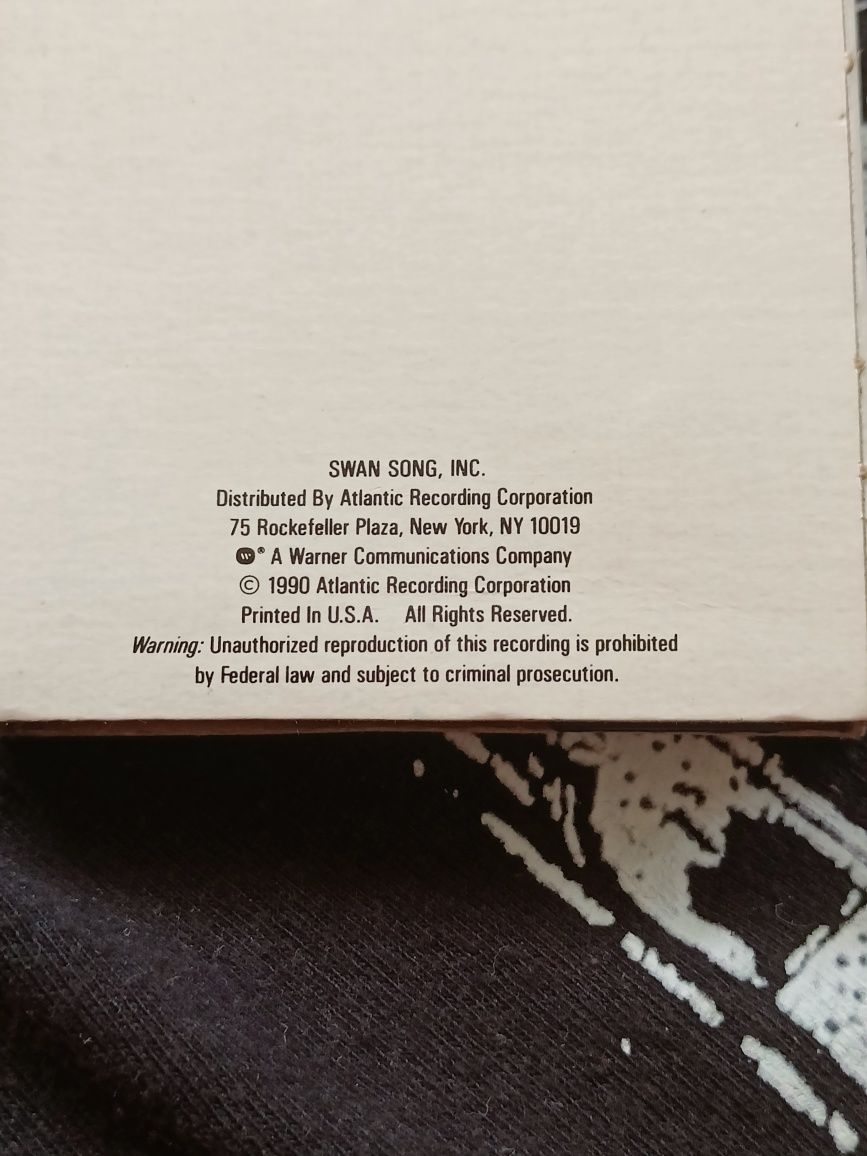 SWAN SONG, INC.
Distributed By Atlantic Recording Corporation
75 Rockefeller Plaza, New York, NY 10019
® A Warner Communications Company
© 1990 Atlantic Recording Corporation
Printed In U.S.A. All Rights Reserved.
Warning: Unauthorized reproduction of this recording is prohibited
by Federal law and subject to criminal prosecution.